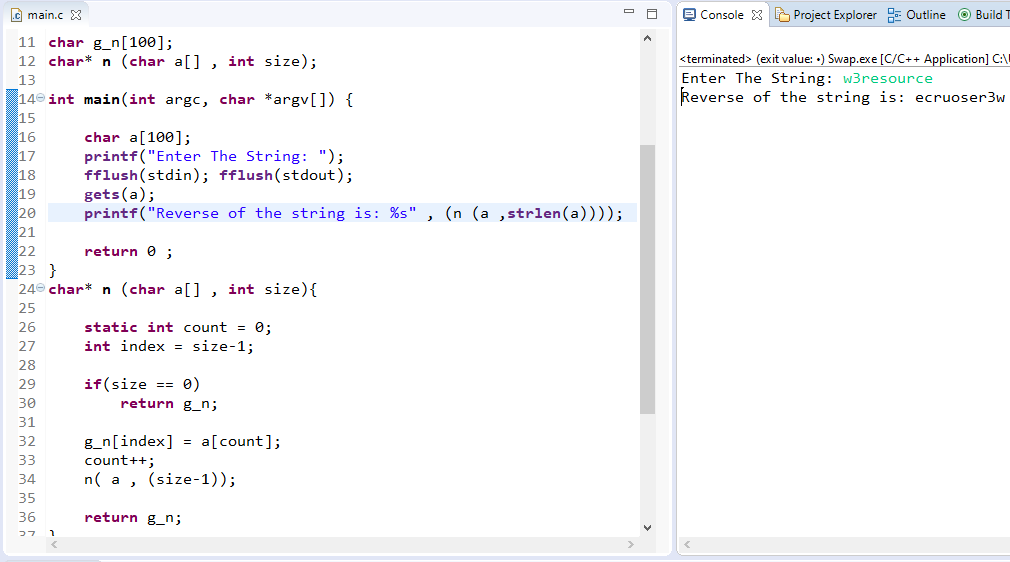 main.c
11 char g_n[100];
12 char* n (char a[] , int size);
13
14 int main(int argc, char *argv[]) {
15
16 char a[100];
17 printf("Enter The String: ");
18 fflush(stdin); fflush(stdout);
19 gets(a);
20 printf("Reverse of the string is: %s" , (n (a ,strlen(a))));
21
22 return 0 ;
23 }
24 char* n (char a[] , int size){
25
26 static int count = 0;
27 int index = size-1;
28
29 if(size == 0)
30 return g_n;
31
32 g_n[index] = a[count];
33 count++;
34 n( a , (size-1));
35
36 return g_n;
37 }
Console Project Explorer Outline Build T
<terminated> (exit value: •) Swap.exe [C/C++ Application] C:\
Enter The String: w3resource
Reverse of the string is: ecruoser3w